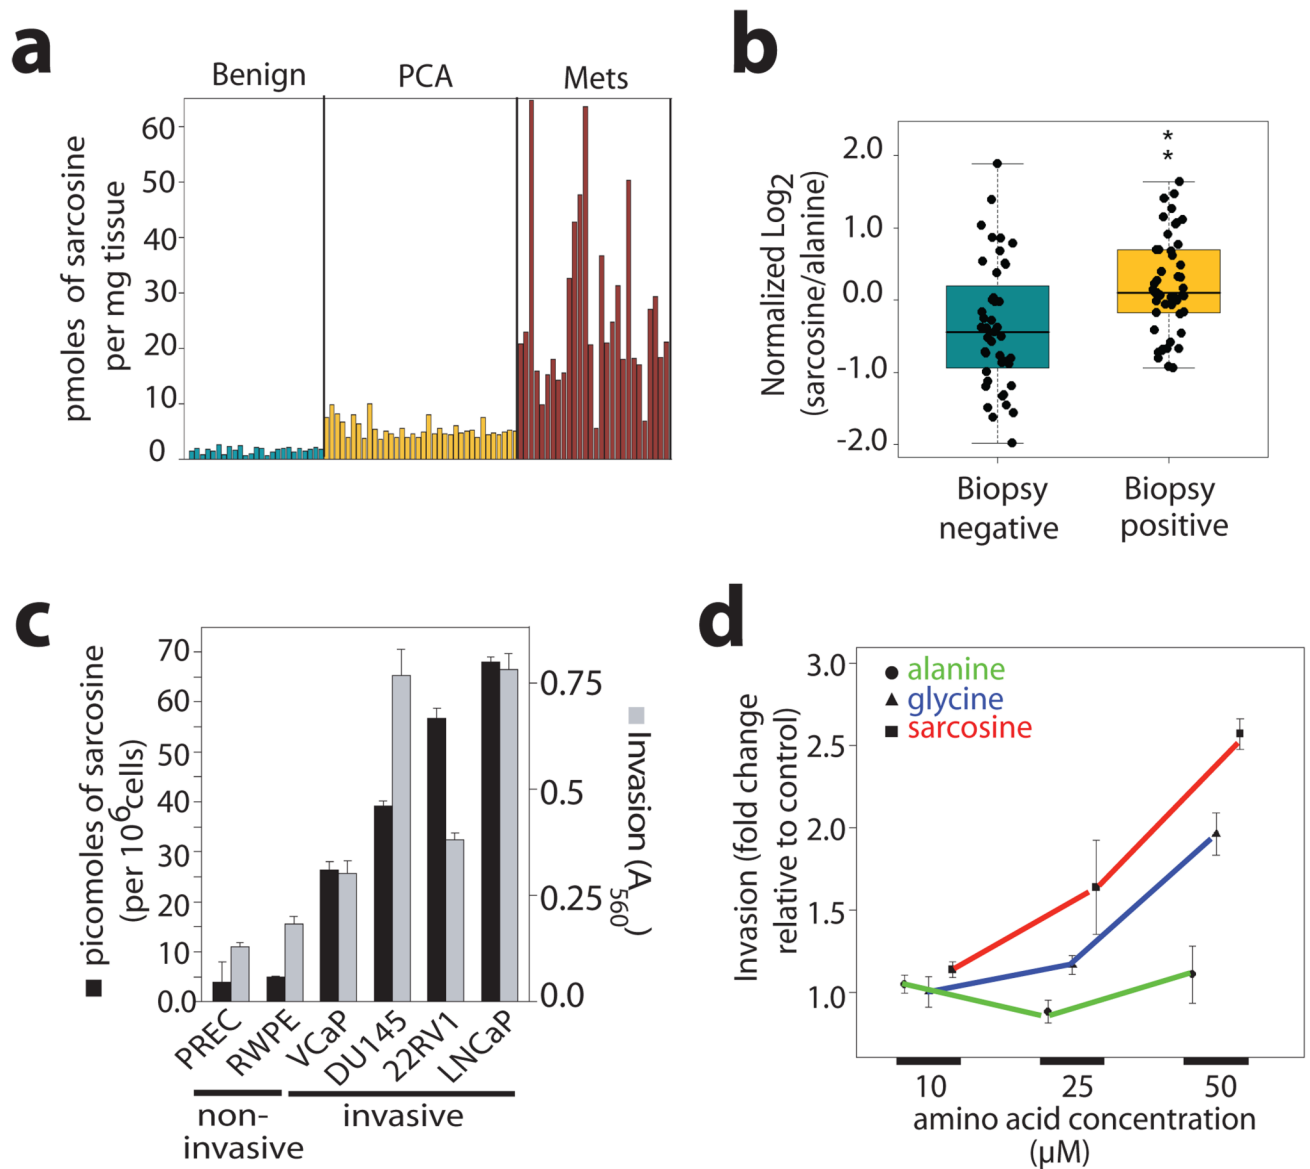 a
Benign
PCA
Mets
pmoles of sarcosine
per mg tissue
60
50
40
30
20
10
0
b
* *
Normalized Log2
(sarcosine/alanine)
2.0
1.0
0.0
-1.0
-2.0
Biopsy
negative
Biopsy
positive
c
picomoles of sarcosine
(per 10^6 cells)
70
60
50
40
30
20
10
0.0
0.75
0.5
0.25
0.0
Invasion (A560)
PREC
RWPE
VCaP
DU145
22RV1
LNCaP
non-
invasive
invasive
d
Invasion (fold change
relative to control)
3.0
2.5
2.0
1.5
1.0
alanine
glycine
sarcosine
10
25
50
amino acid concentration
(μM)